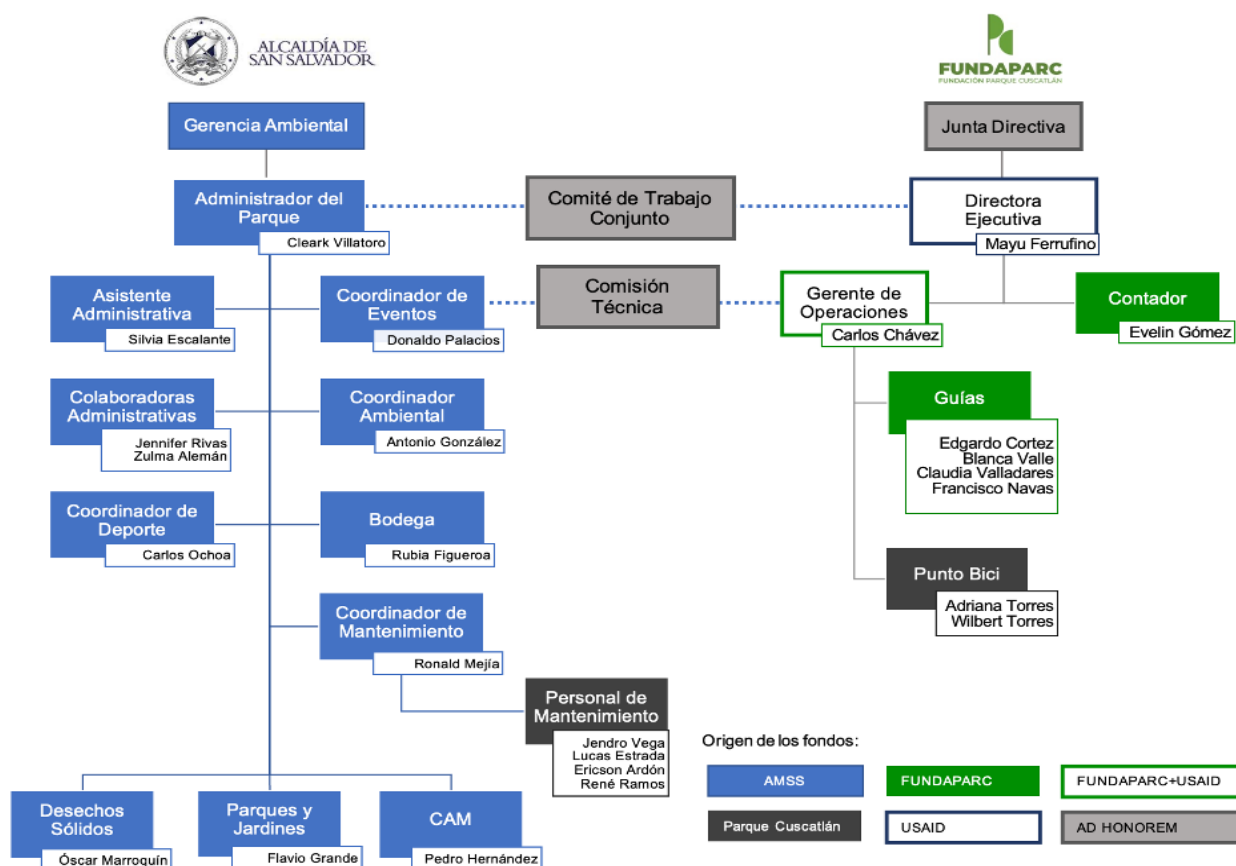 ALCALDÍA DE
SAN SALVADOR
FUNDAPARC
FUNDACIÓN PARQUE CUSCATLÁN
Gerencia Ambiental
Junta Directiva
Administrador del
Parque
Cleark Villatoro
Comité de Trabajo
Conjunto
Directora
Ejecutiva
Mayu Ferrufino
Asistente
Administrativa
Silvia Escalante
Coordinador de
Eventos
Donaldo Palacios
Comisión
Técnica
Gerente de
Operaciones
Carlos Chávez
Contador
Evelin Gómez
Colaboradoras
Administrativas
Jennifer Rivas
Zulma Alemán
Coordinador
Ambiental
Antonio González
Guías
Edgardo Cortez
Blanca Valle
Claudia Valladares
Francisco Navas
Coordinador de
Deporte
Carlos Ochoa
Bodega
Rubia Figueroa
Punto Bici
Adriana Torres
Wilbert Torres
Coordinador de
Mantenimiento
Ronald Mejía
Personal de
Mantenimiento
Jendro Vega
Lucas Estrada
Ericson Ardón
René Ramos
Desechos
Sólidos
Óscar Marroquín
Parques y
Jardines
Flavio Grande
CAM
Pedro Hernández
Origen de los fondos:
AMSS
FUNDAPARC
FUNDAPARC+USAID
Parque Cuscatlán
USAID
AD HONOREM